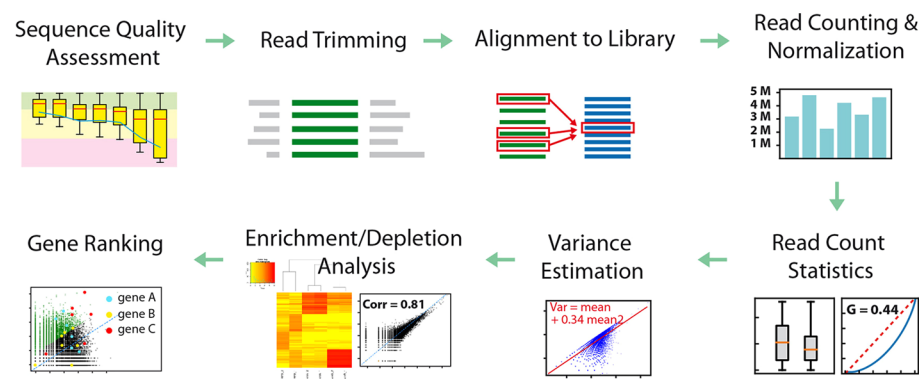 Sequence Quality
Assessment
Read Trimming
Alignment to Library
Read Counting &
Normalization
5 M
4 M
3 M
2 M
1 M
Gene Ranking
gene A
gene B
gene C
Enrichment/Depletion
Analysis
Corr = 0.81
Variance
Estimation
Var = mean
+ 0.34 mean2
Read Count
Statistics
G = 0.44